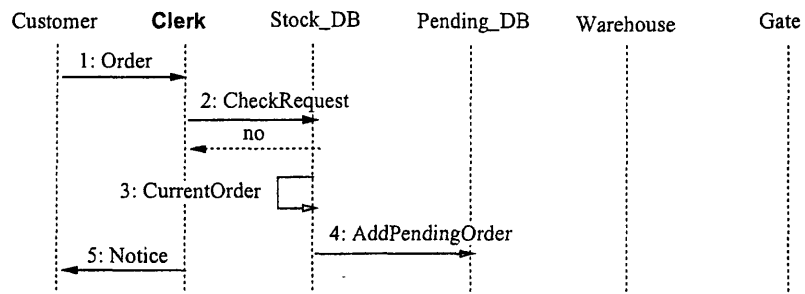 Customer Clerk Stock_DB Pending_DB Warehouse Gate
1: Order
2: CheckRequest
no
3: CurrentOrder
4: AddPendingOrder
5: Notice